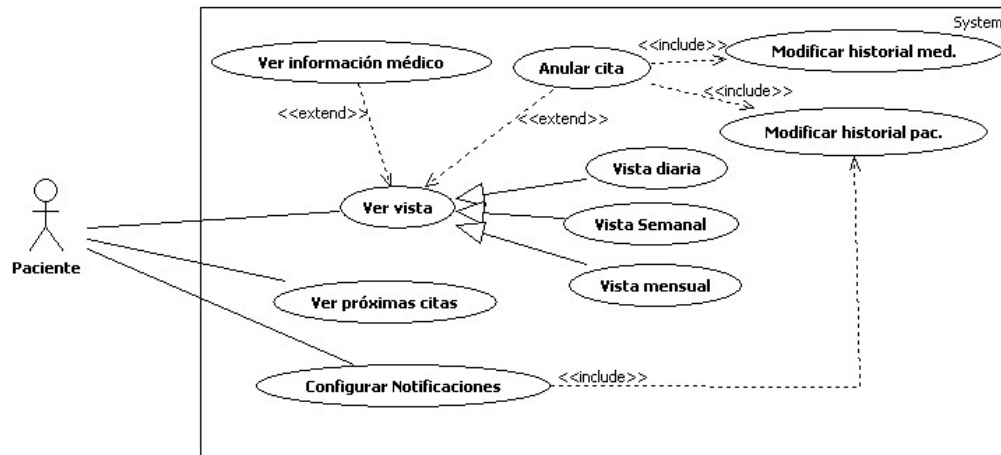 System
<<include>>
Modificar historial med.
Ver información médico
Anular cita
<<include>>
<<extend>>
<<extend>>
Modificar historial pac.
Vista diaria
Ver vista
Vista Semanal
Paciente
Vista mensual
Ver próximas citas
Configurar Notificaciones
<<include>>